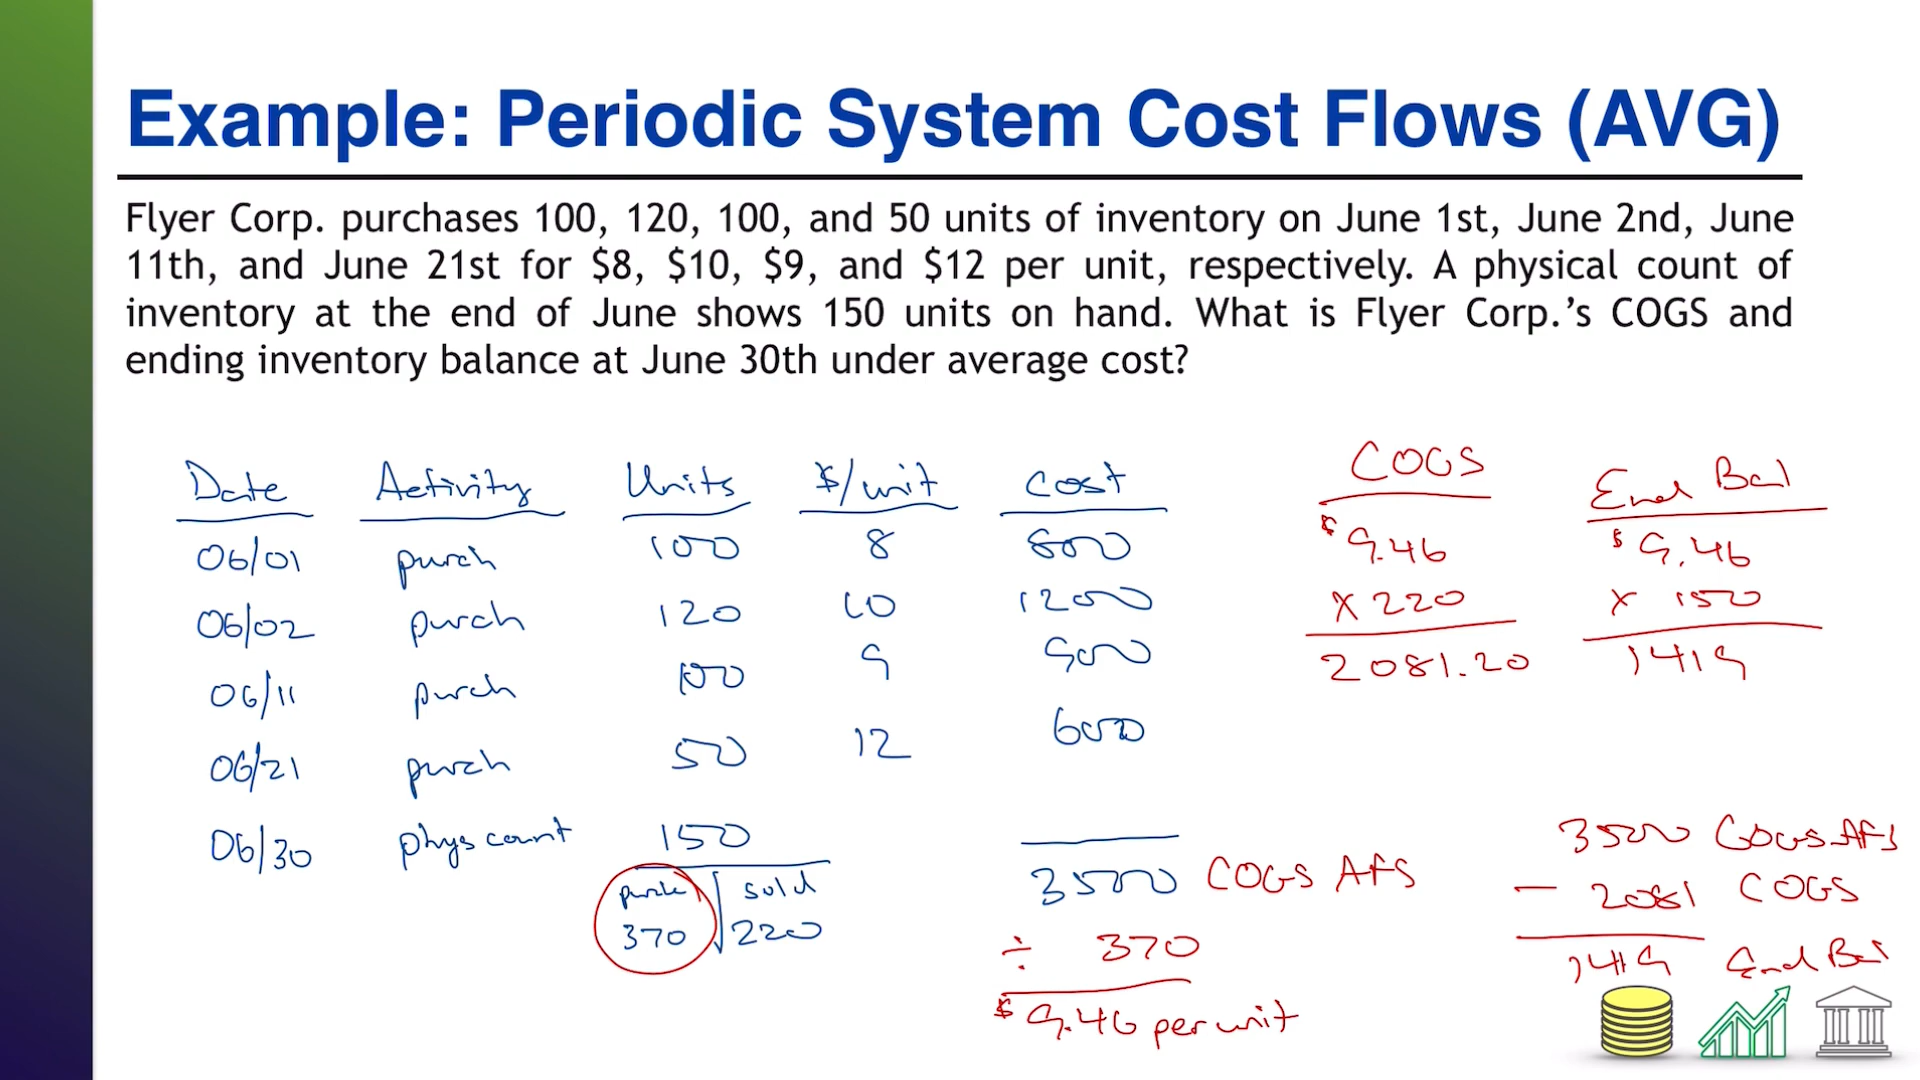 Example: Periodic System Cost Flows (AVG)
Flyer Corp. purchases 100, 120, 100, and 50 units of inventory on June 1st, June 2nd, June
11th, and June 21st for $8, $10, $9, and $12 per unit, respectively. A physical count of
inventory at the end of June shows 150 units on hand. What is Flyer Corp.'s COGS and
ending inventory balance at June 30th under average cost?
Date Activity Units $/unit Cost
06/01 purch 100 8 800
06/02 purch 120 10 1200
06/11 purch 100 9 900
06/21 purch 50 12 600
06/30 phys count 150
purch sold
370 220
3500 COGS AFS
÷ 370
$9.46 per unit
COGS
$9.46
x 220
2081.20
End Bal
$9.46
x 150
1419
3500 COGS AFS
- 2081 COGS
1419 End Bal